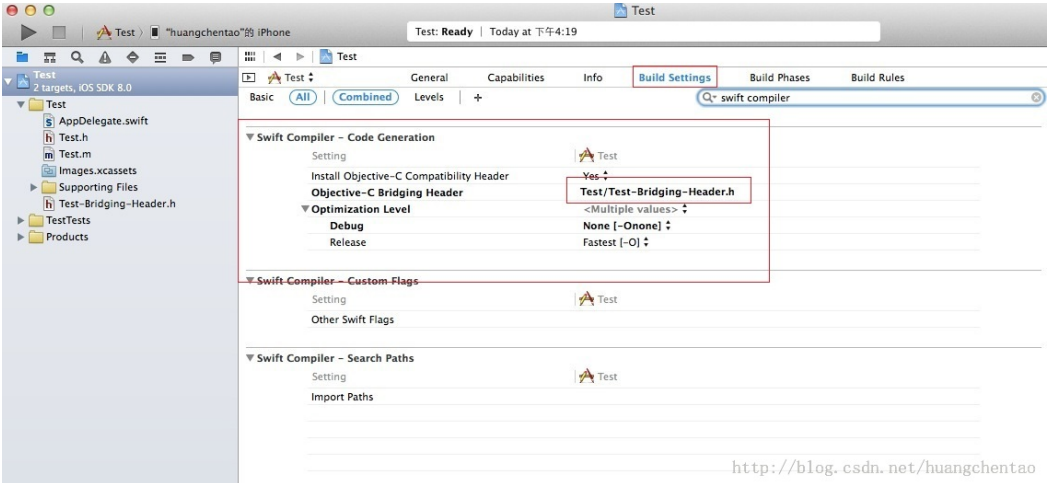 Test
Test
"huangchentao"的 iPhone
Test: Ready | Today at 下午4:19
Test
Test
2 targets, iOS SDK 8.0
Test
AppDelegate.swift
Test.h
Test.m
Images.xcassets
Supporting Files
Test-Bridging-Header.h
TestTests
Products
Test General Capabilities Info Build Settings Build Phases Build Rules
Basic All Combined Levels + swift compiler
Swift Compiler – Code Generation
Setting Test
Install Objective-C Compatibility Header Yes
Objective-C Bridging Header Test/Test-Bridging-Header.h
Optimization Level <Multiple values>
Debug None [-Onone]
Release Fastest [-O]
Swift Compiler – Custom Flags
Setting Test
Other Swift Flags
Swift Compiler – Search Paths
Setting Test
Import Paths
http://blog.csdn.net/huangchentao